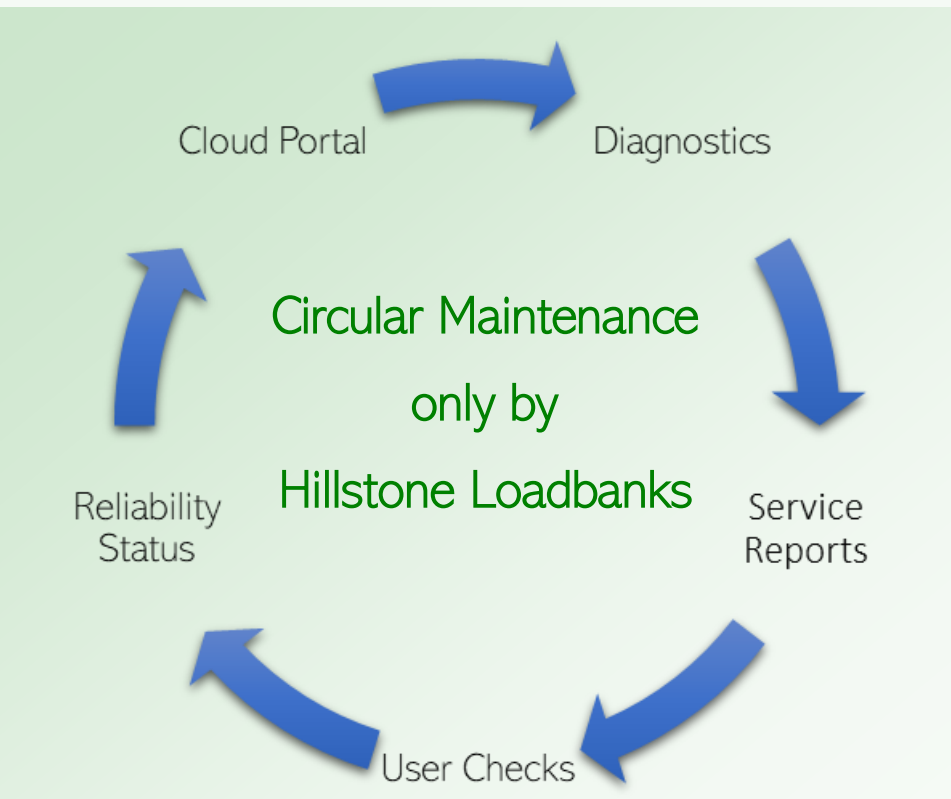 Cloud Portal
Diagnostics
Circular Maintenance
only by
Hillstone Loadbanks
Reliability
Status
Service
Reports
User Checks